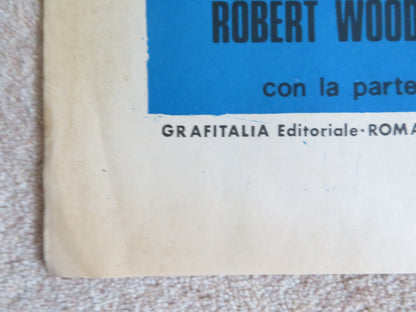 ROBERT WOOD
con la parte
GRAFITALIA Editoriale·ROMA